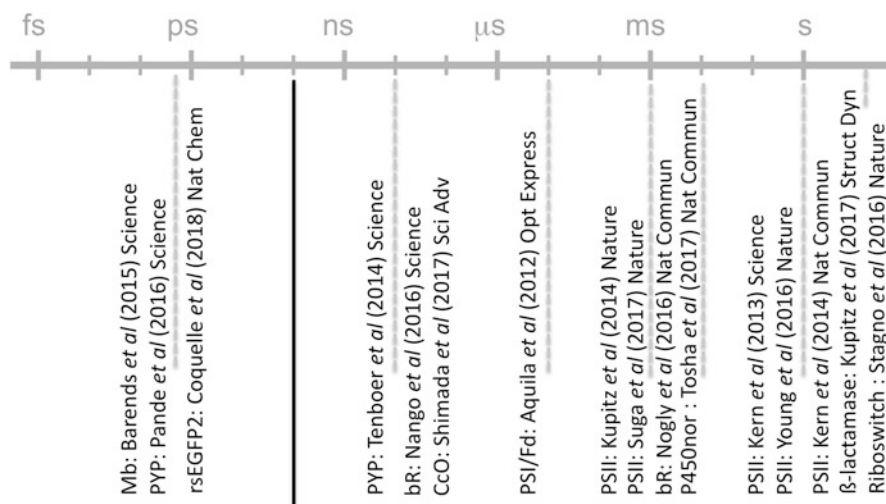 fs ps ns μs ms s
Mb: Barends et al (2015) Science
PYP: Pande et al (2016) Science
rsEGFP2: Coquelle et al (2018) Nat Chem
PYP: Tenboer et al (2014) Science
bR: Nango et al (2016) Science
CcO: Shimada et al (2017) Sci Adv
PSI/Fd: Aquila et al (2012) Opt Express
PSII: Kupitz et al (2014) Nature
PSII: Suga et al (2017) Nature
bR: Nogly et al (2016) Nat Commun
P450nor : Tosha et al (2017) Nat Commun
PSII: Kern et al (2013) Science
PSII: Young et al (2016) Nature
PSII: Kern et al (2014) Nat Commun
ß-lactamase: Kupitz et al (2017) Struct Dyn
Riboswitch : Stagno et al (2016) Nature